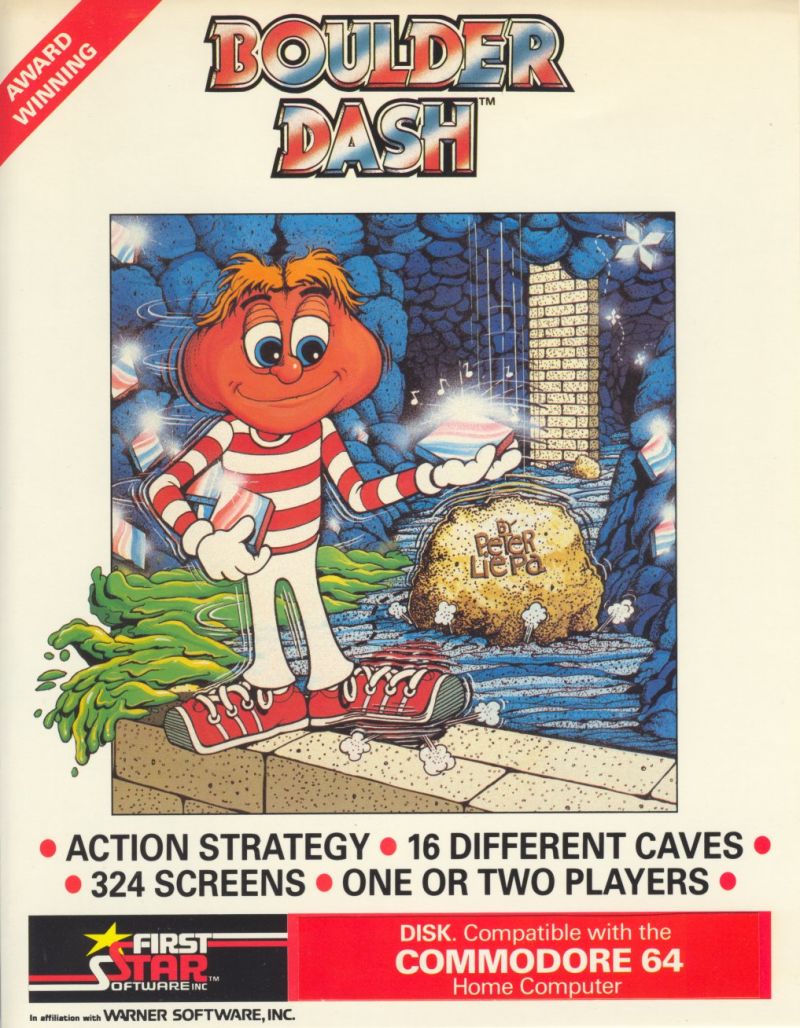 AWARD
WINNING
BOULDER
DASH™
BY
PETER
LIEPA
• ACTION STRATEGY • 16 DIFFERENT CAVES •
• 324 SCREENS • ONE OR TWO PLAYERS •
FIRST
STAR™
SOFTWARE INC
DISK. Compatible with the
COMMODORE 64
Home Computer
In affiliation with WARNER SOFTWARE, INC.